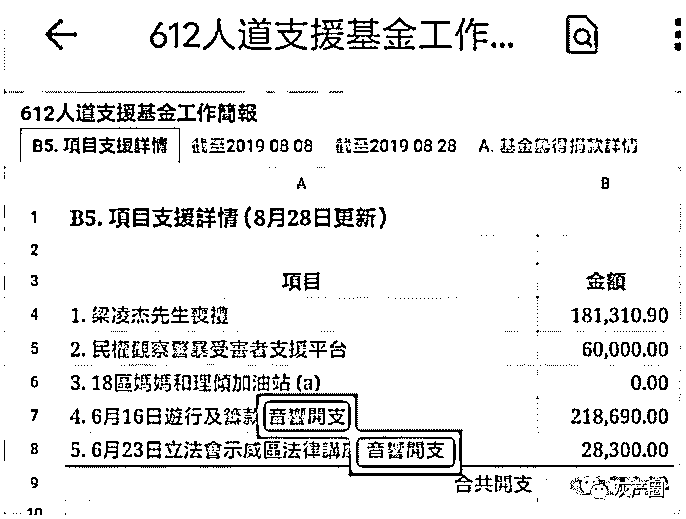 612人道支援基金工作...
612人道支援基金工作簡報
B5. 項目支援詳情 截至2019 08 08 截至2019 08 28 A. 基金獲得捐款詳情
A B
1 B5. 項目支援詳情 (8月28日更新)
2
3 項目 金額
4 1. 梁凌杰先生喪禮 181,310.90
5 2. 民權觀察警暴受害者支援平台 60,000.00
6 3. 18區媽媽和理傾加油站 (a) 0.00
7 4. 6月16日遊行及籌款音響開支 218,690.00
8 5. 6月23日立法會示威區法律講座 音響開支 28,300.00
9 合共開支
10
灰产圈